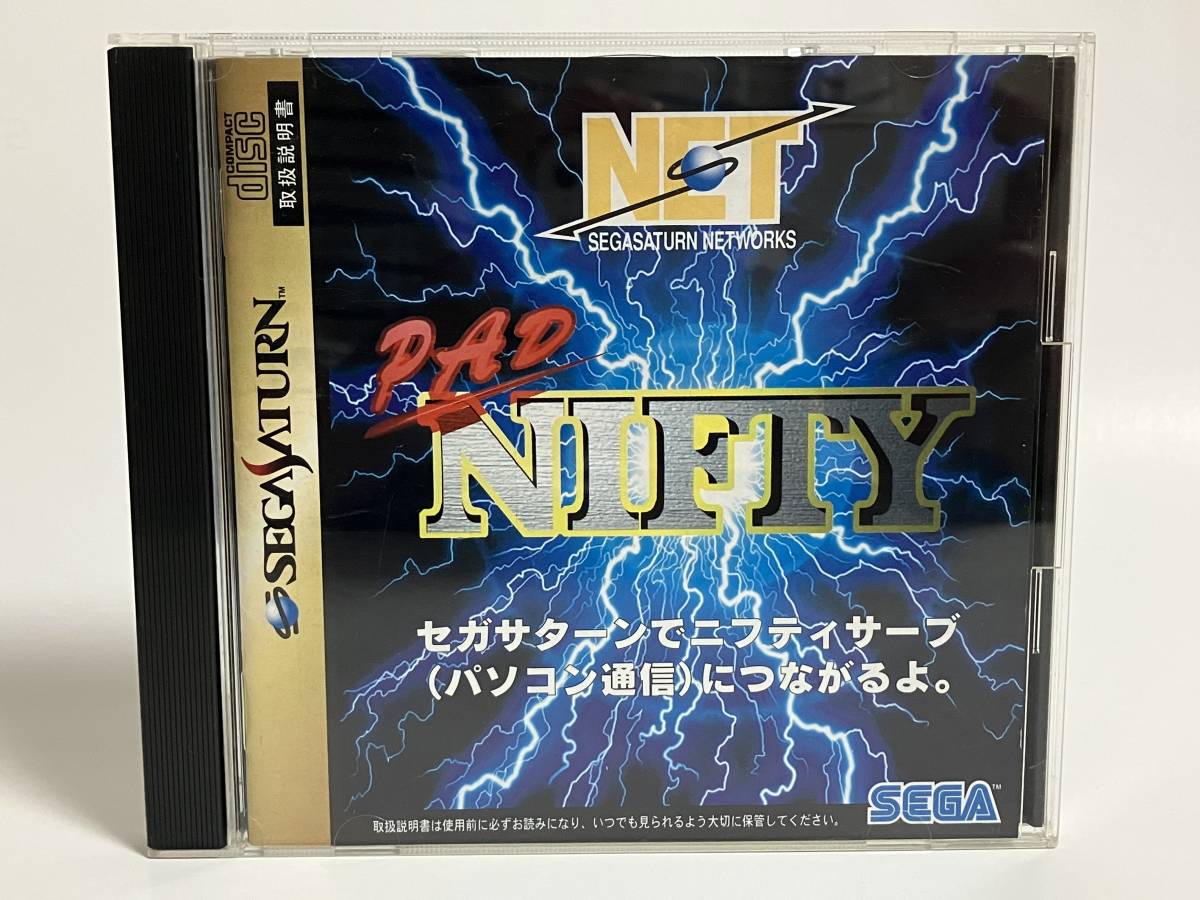 COMPACT
disc
取扱説明書
SEGASATURN™
NET
SEGASATURN NETWORKS
PAD
NIFTY
セガサターンでニフティサーブ
(パソコン通信)につながるよ。
SEGA™
取扱説明書は使用前に必ずお読みになり、いつでも見られるよう大切に保管してください。